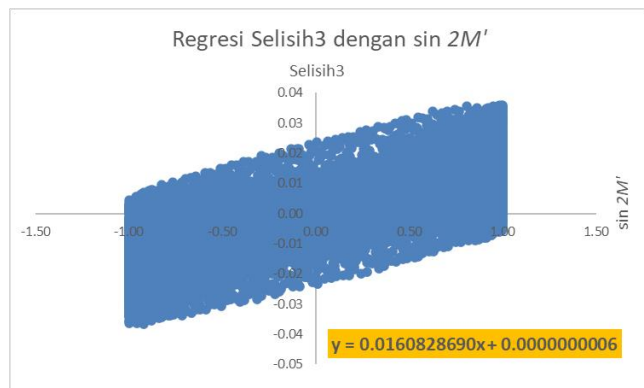 Regresi Selisih3 dengan sin 2M'
Selisih3
0.04
0.03
0.02
0.01
0.00
-1.50 -1.00 -0.50 0.00 0.50 1.00 1.50
-0.01
-0.02
-0.03
-0.04
-0.05
sin 2M'
y = 0.0160828690x + 0.0000000006